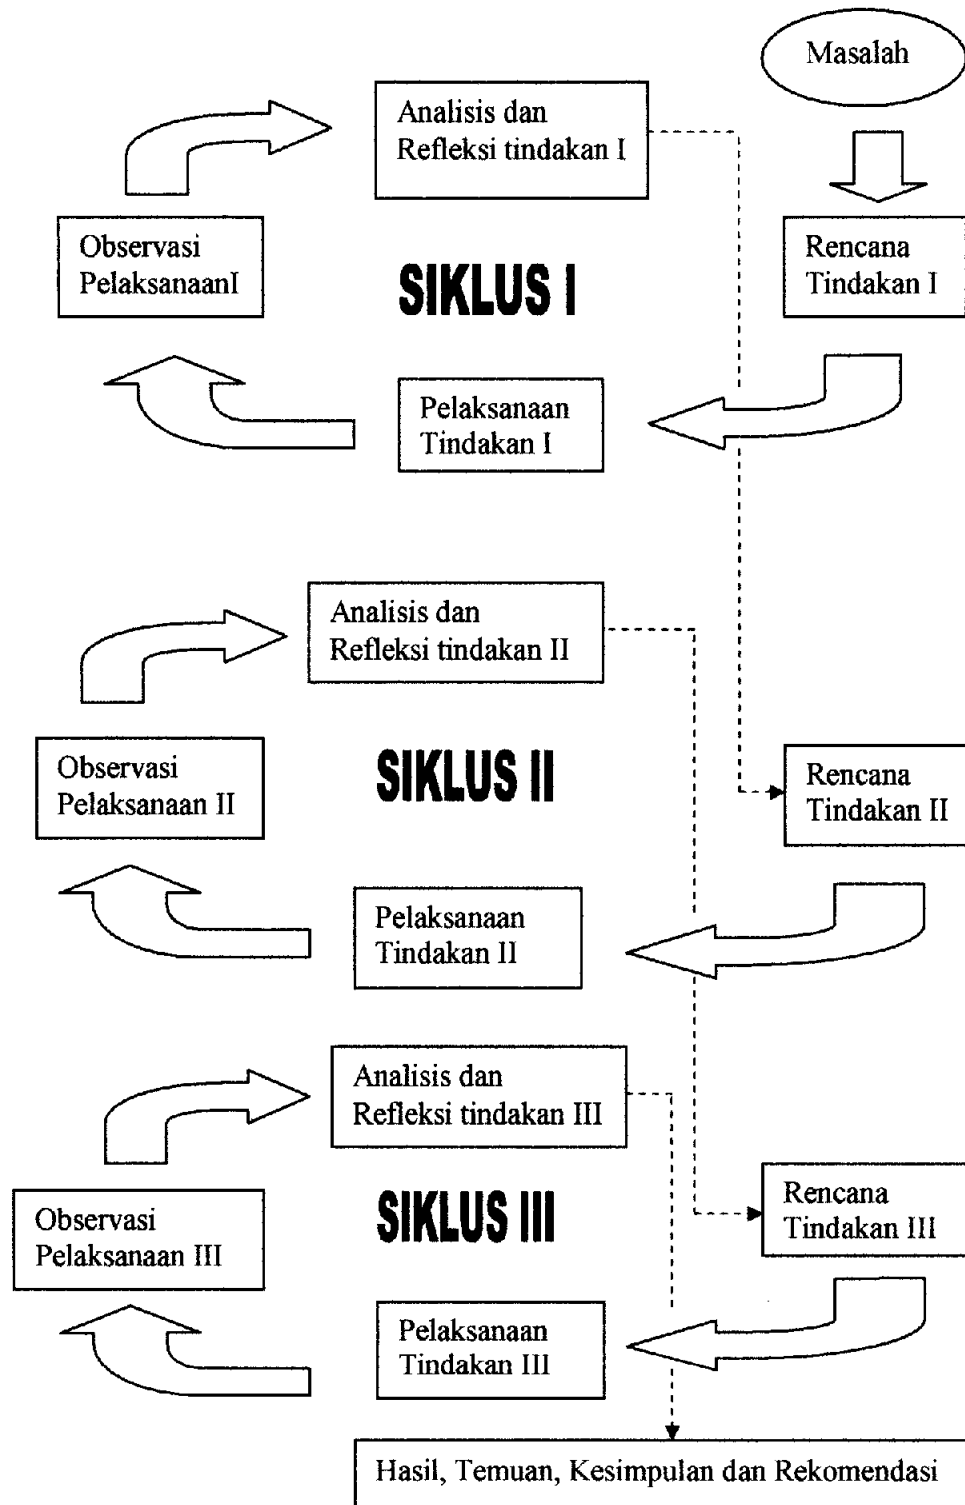 Masalah
Analisis dan
Refleksi tindakan I
Observasi
PelaksanaanI
SIKLUS I
Rencana
Tindakan I
Pelaksanaan
Tindakan I
Analisis dan
Refleksi tindakan II
Observasi
Pelaksanaan II
SIKLUS II
Rencana
Tindakan II
Pelaksanaan
Tindakan II
Analisis dan
Refleksi tindakan III
Observasi
Pelaksanaan III
SIKLUS III
Rencana
Tindakan III
Pelaksanaan
Tindakan III
Hasil, Temuan, Kesimpulan dan Rekomendasi